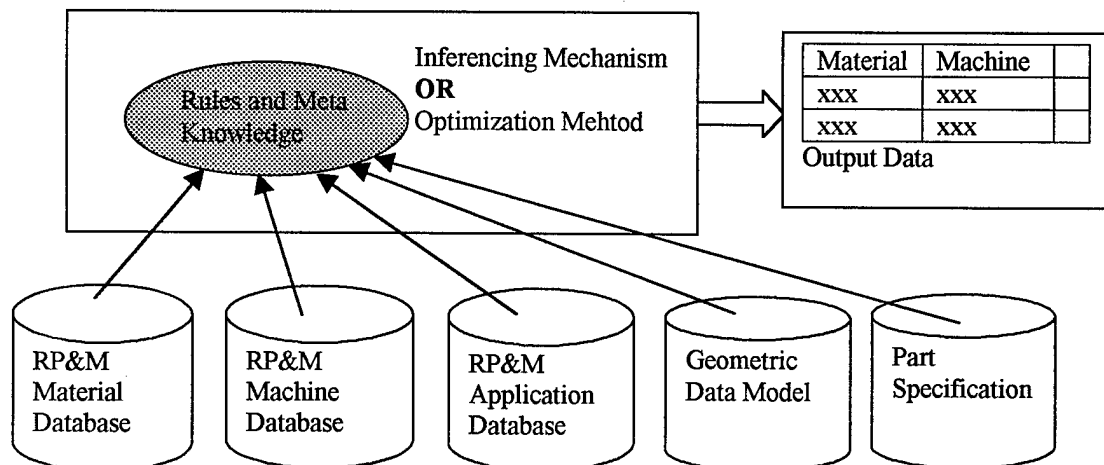 Inferencing Mechanism
OR
Optimization Mehtod
Rules and Meta
Knowledge
Material Machine
xxx xxx
xxx xxx
Output Data
RP&M
Material
Database
RP&M
Machine
Database
RP&M
Application
Database
Geometric
Data Model
Part
Specification